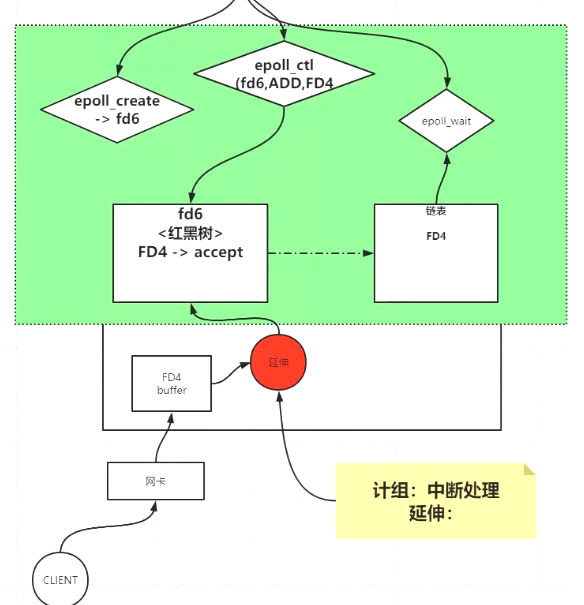 epoll_create
-> fd6
epoll_ctl
(fd6,ADD,FD4
epoll_wait
fd6
<红黑树>
FD4 -> accept
链表
FD4
延伸
FD4
buffer
网卡
计组：中断处理
延伸：
CLIENT